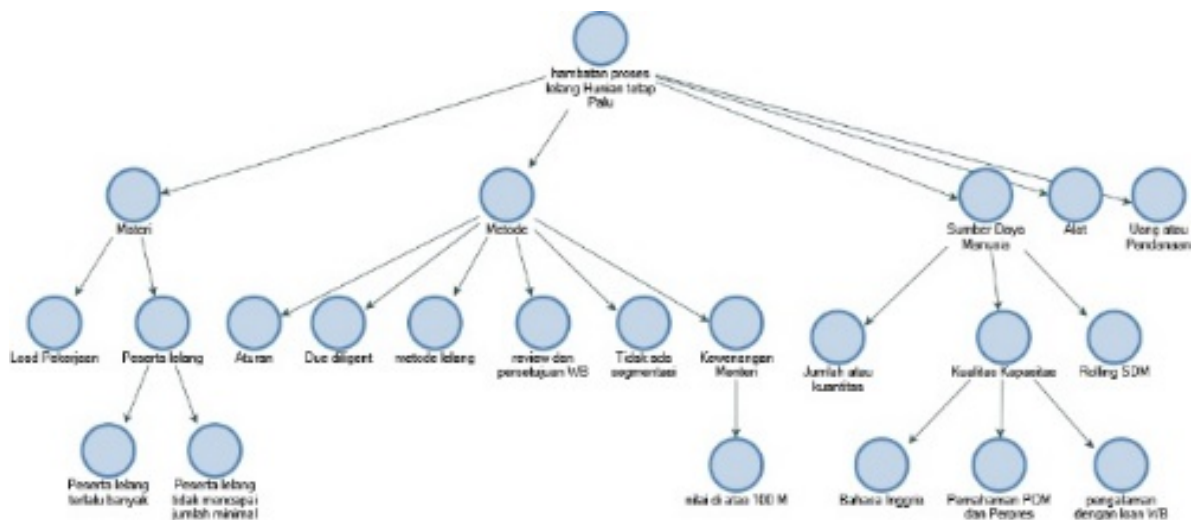 hambatan proses
lelang Hunian tetap
Palu
Materi
Metode
Sumber Daya
Manusia
Alat
Uang atau
Pendanaan
Load Pekerjaan
Peserta lelang
Aturan
Due diligent
metode lelang
review dan
persetujuan WB
Tidak ada
segmentasi
Kewenangan
Menteri
Jumlah atau
kuantitas
Kualitas Kapasitas
Rolling SDM
Peserta lelang
terlalu banyak
Peserta lelang
tidak mencapai
jumlah minimal
nilai di atas 100 M
Bahasa Inggris
Pemahaman POM
dan Perpres
pengalaman
dengan loan WB